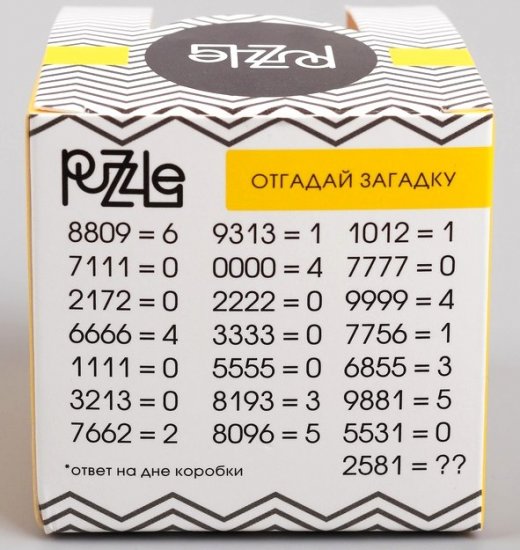 Puzzle
Puzzle
ОТГАДАЙ ЗАГАДКУ
8809 = 6 9313 = 1 1012 = 1
7111 = 0 0000 = 4 7777 = 0
2172 = 0 2222 = 0 9999 = 4
6666 = 4 3333 = 0 7756 = 1
1111 = 0 5555 = 0 6855 = 3
3213 = 0 8193 = 3 9881 = 5
7662 = 2 8096 = 5 5531 = 0
*ответ на дне коробки 2581 = ??